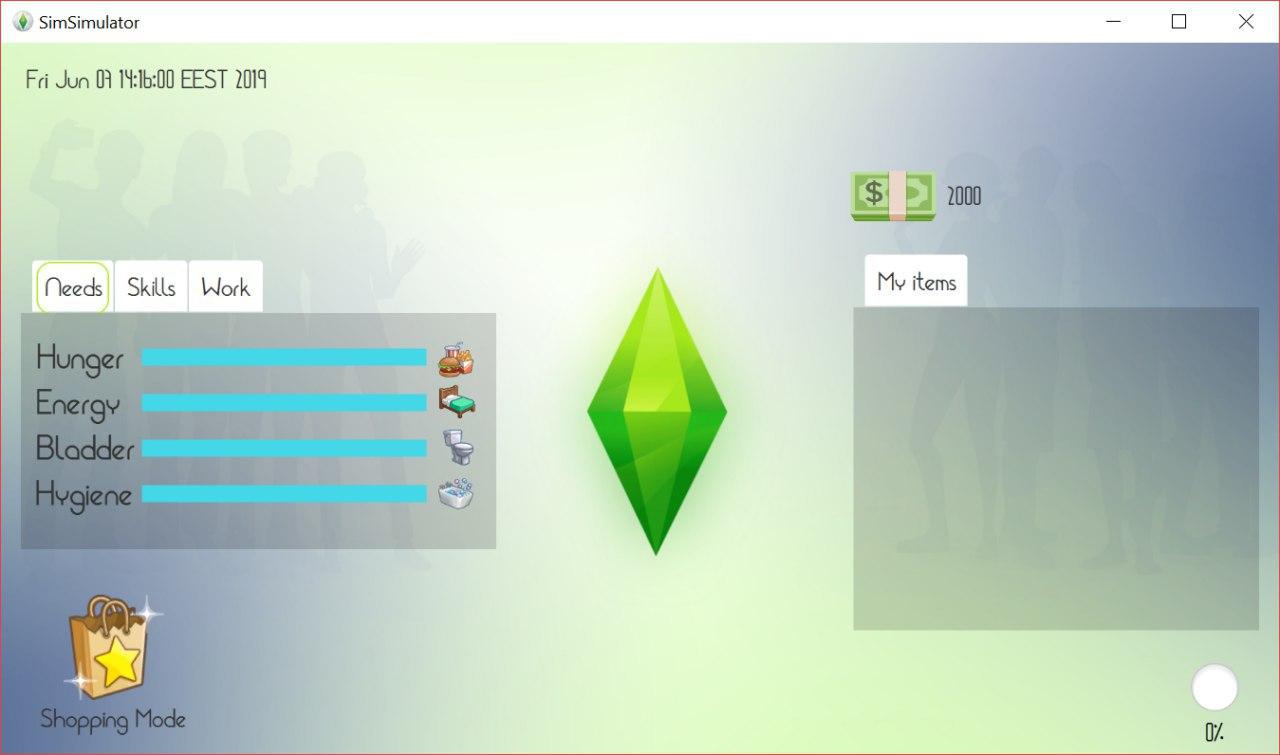 SimSimulator
Fri Jun 07 14:16:00 EEST 2019
$ 2000
Needs Skills Work
My items
Hunger
Energy
Bladder
Hygiene
Shopping Mode
0%